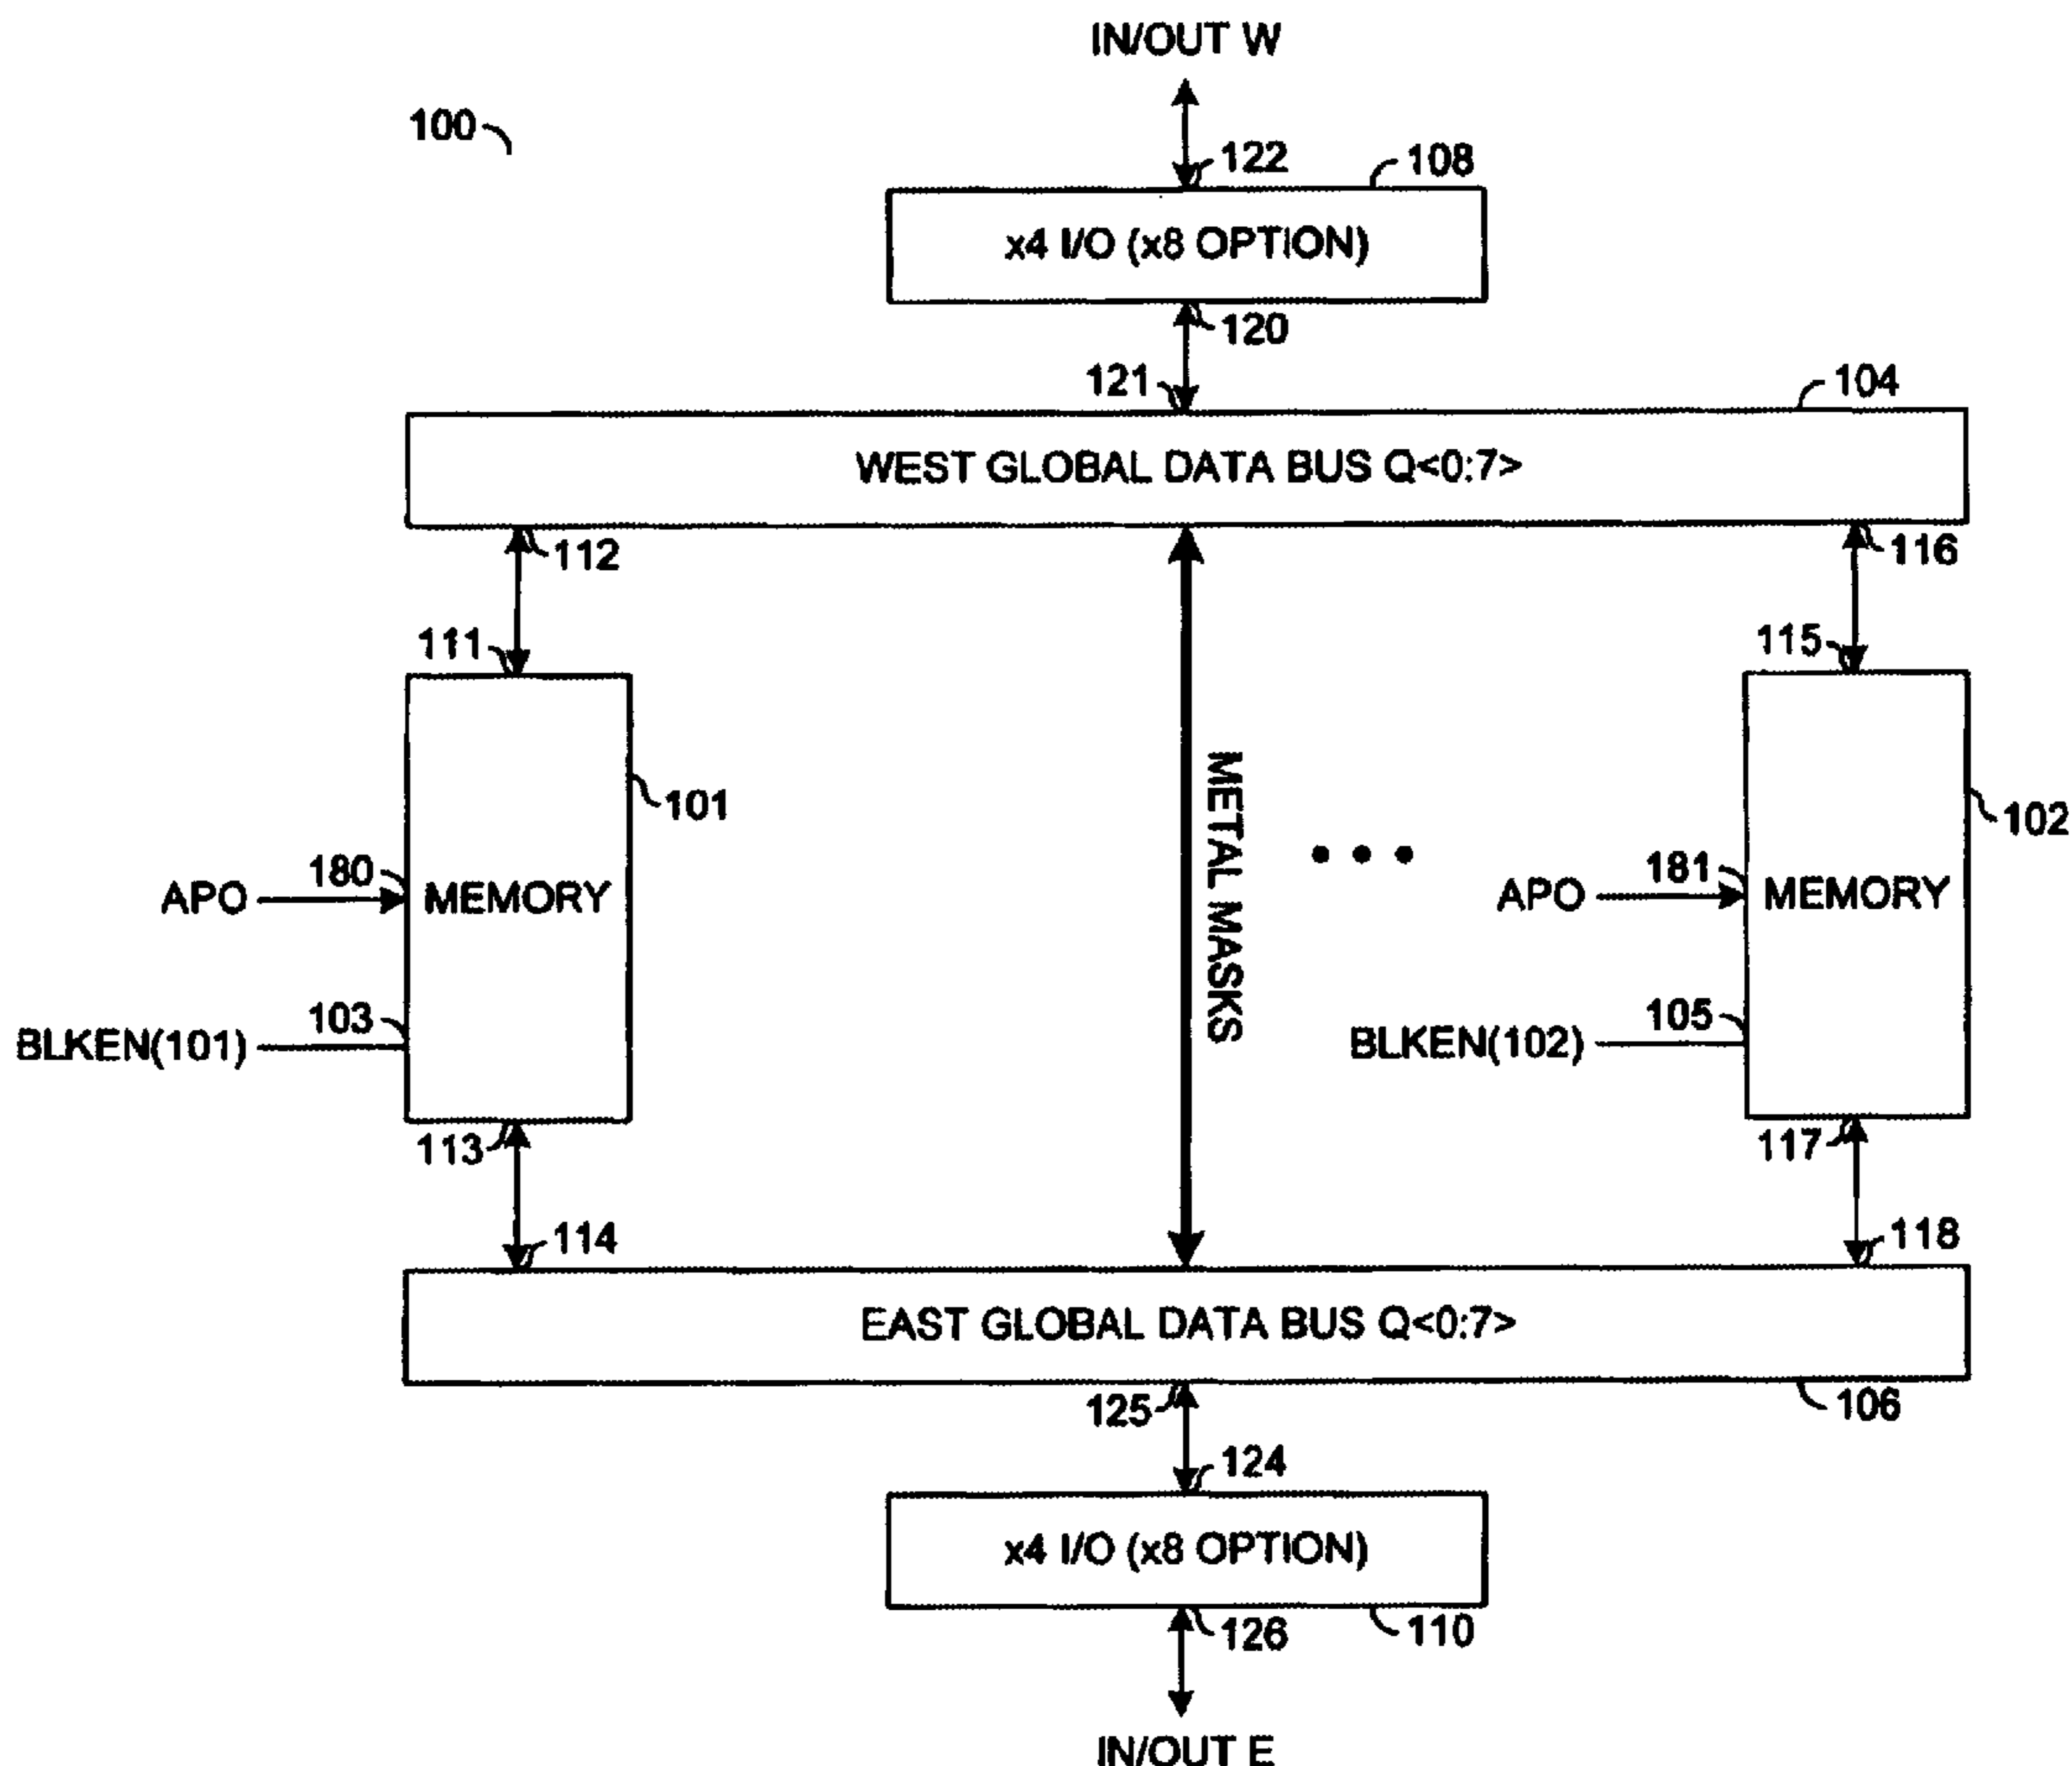 IN/OUT W
100
122
108
x4 I/O (x8 OPTION)
120
121
104
WEST GLOBAL DATA BUS Q<0:7>
112
116
111
115
METAL MASKS
101
102
180
APO
MEMORY
181
APO
MEMORY
103
BLKEN(101)
105
BLKEN(102)
113
117
114
118
EAST GLOBAL DATA BUS Q<0:7>
125
106
124
x4 I/O (x8 OPTION)
126
110
IN/OUT E